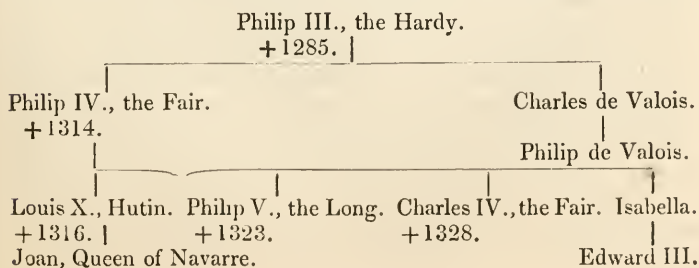 Philip III., the Hardy.
+1285.
Philip IV., the Fair. Charles de Valois.
+1314.
Philip de Valois.
Louis X., Hutin. Philip V., the Long. Charles IV., the Fair. Isabella.
+1316. +1323. +1328.
Joan, Queen of Navarre. Edward III.